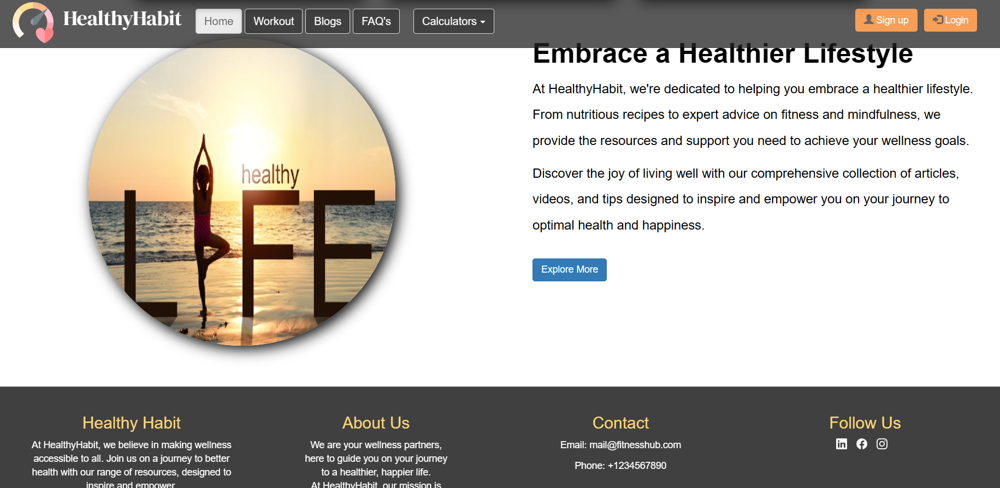 HealthyHabit
Home
Workout
Blogs
FAQ's
Calculators
Sign up
Login
Embrace a Healthier Lifestyle
At HealthyHabit, we're dedicated to helping you embrace a healthier lifestyle.
From nutritious recipes to expert advice on fitness and mindfulness, we
provide the resources and support you need to achieve your wellness goals.
Discover the joy of living well with our comprehensive collection of articles,
videos, and tips designed to inspire and empower you on your journey to
optimal health and happiness.
Explore More
healthy
LIFE
Healthy Habit
At HealthyHabit, we believe in making wellness
accessible to all. Join us on a journey to better
health with our range of resources, designed to
inspire and empower
About Us
We are your wellness partners,
here to guide you on your journey
to a healthier, happier life.
At HealthyHabit, our mission is
Contact
Email: mail@fitnesshub.com
Phone: +1234567890
Follow Us